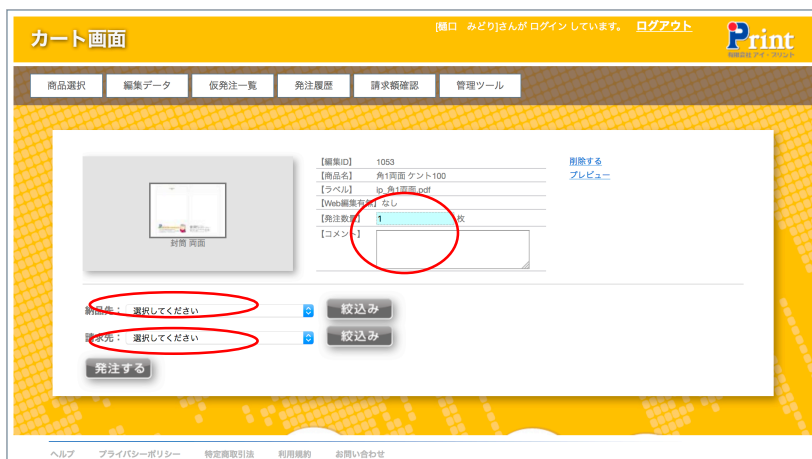 カート画面
[樋口　みどり]さんが ログイン しています。 ログアウト
Print
有限会社 アイ・プリント
商品選択 編集データ 仮発注一覧 発注履歴 請求額確認 管理ツール
【編集ID】 1053
【商品名】 角1両面 ケント100
【ラベル】 ip_角1両面.pdf
【Web編集有無】 なし
【発注数量】 1 枚
【コメント】
削除する
プレビュー
封筒 両面
納品先： 選択してください 絞込み
請求先： 選択してください 絞込み
発注する
ヘルプ プライバシーポリシー 特定商取引法 利用規約 お問い合わせ